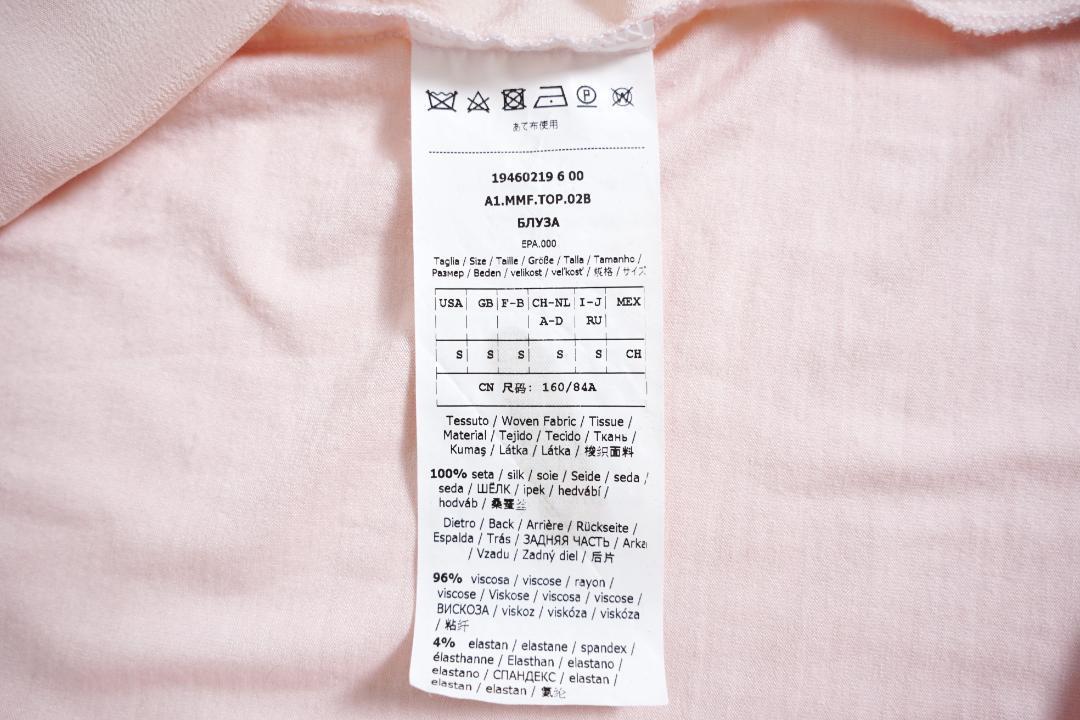 P W
あて布使用
19460219 6 00
A1.MMF.TOP.02B
БЛУЗА
EPA.000
Taglia / Size / Taille / Größe / Talla / Tamanho /
Размер / Beden / velikost / veľkosť / 规格 / サイズ
USA GB F-B CH-NL I-J MEX
A-D RU
S S S S S CH
CN 尺码: 160/84A
Tessuto / Woven Fabric / Tissue /
Material / Tejido / Tecido / Ткань /
Kumaş / Látka / Látka / 梭织面料
100% seta / silk / soie / Seide / seda /
seda / ШЁЛК / ipek / hedvábí /
hodváb / 桑蚕丝
Dietro / Back / Arrière / Rückseite /
Espalda / Trás / ЗАДНЯЯ ЧАСТЬ / Arka
/ Vzadu / Zadný diel / 后片
96% viscosa / viscose / rayon /
viscose / Viskose / viscosa / viscose /
ВИСКОЗА / viskoz / viskóza / viskóza
/ 粘纤
4% elastan / elastane / spandex /
élasthanne / Elasthan / elastano /
elastano / СПАНДЕКС / elastan /
elastan / elastan / 氨纶